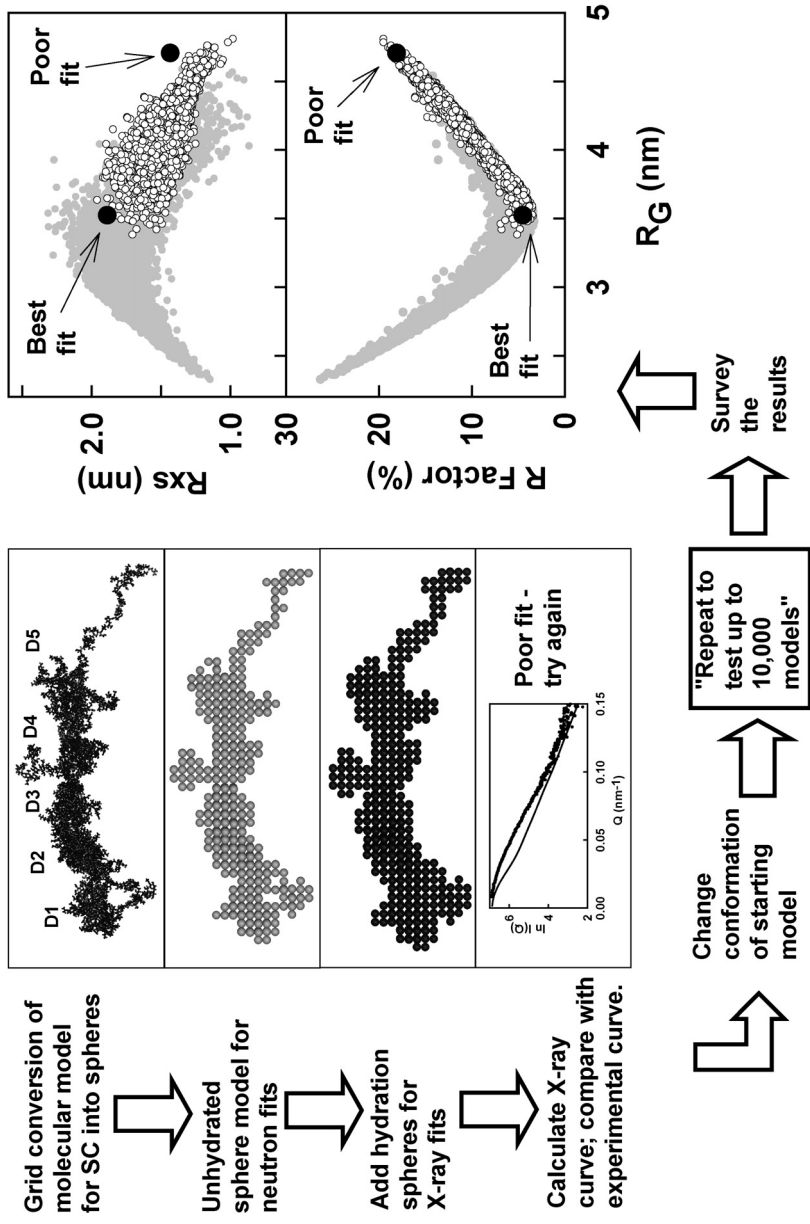 Grid conversion of
molecular model
for SC into spheres
Unhydrated
sphere model for
neutron fits
Add hydration
spheres for
X-ray fits
Calculate X-ray
curve; compare with
experimental curve.
D1
D2
D3
D4
D5
Poor fit -
try again
ln I(Q)
6
4
2
0.00
0.05
0.10
0.15
Q (nm-1)
Change
conformation
of starting
model
"Repeat to
test up to
10,000
models"
Survey
the
results
Rxs (nm)
2.0
1.0
Best
fit
Poor
fit
R Factor (%)
30
20
10
0
Poor
fit
Best
fit
3
4
5
RG (nm)